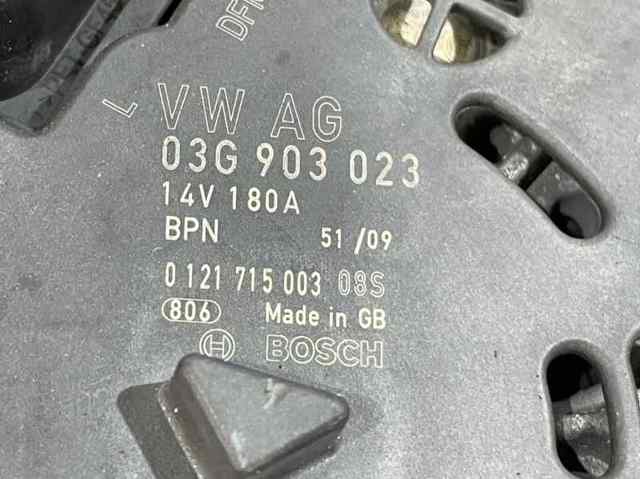 DFM
L
VW AG
03G 903 023
14V 180A
BPN 51/09
0 121 715 003 08S
806 Made in GB
BOSCH